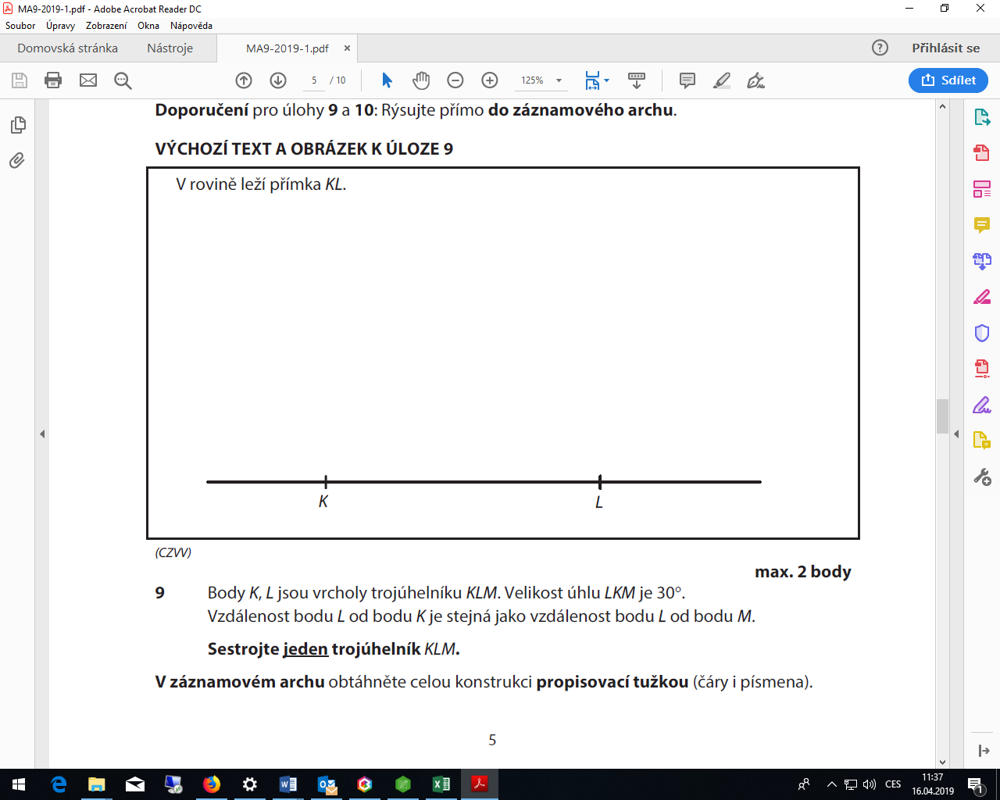 MA9-2019-1.pdf - Adobe Acrobat Reader DC
Soubor Úpravy Zobrazení Okna Nápověda
Domovská stránka Nástroje MA9-2019-1.pdf × Přihlásit se
5 / 10 125% Sdílet
Doporučení pro úlohy 9 a 10: Rýsujte přímo do záznamového archu.
VÝCHOZÍ TEXT A OBRÁZEK K ÚLOZE 9
V rovině leží přímka KL.
K L
(CZVV)
max. 2 body
9 Body K, L jsou vrcholy trojúhelníku KLM. Velikost úhlu LKM je 30°.
Vzdálenost bodu L od bodu K je stejná jako vzdálenost bodu L od bodu M.
Sestrojte jeden trojúhelník KLM.
V záznamovém archu obtáhněte celou konstrukci propisovací tužkou (čáry i písmena).
5
CES 11:37
16.04.2019 1